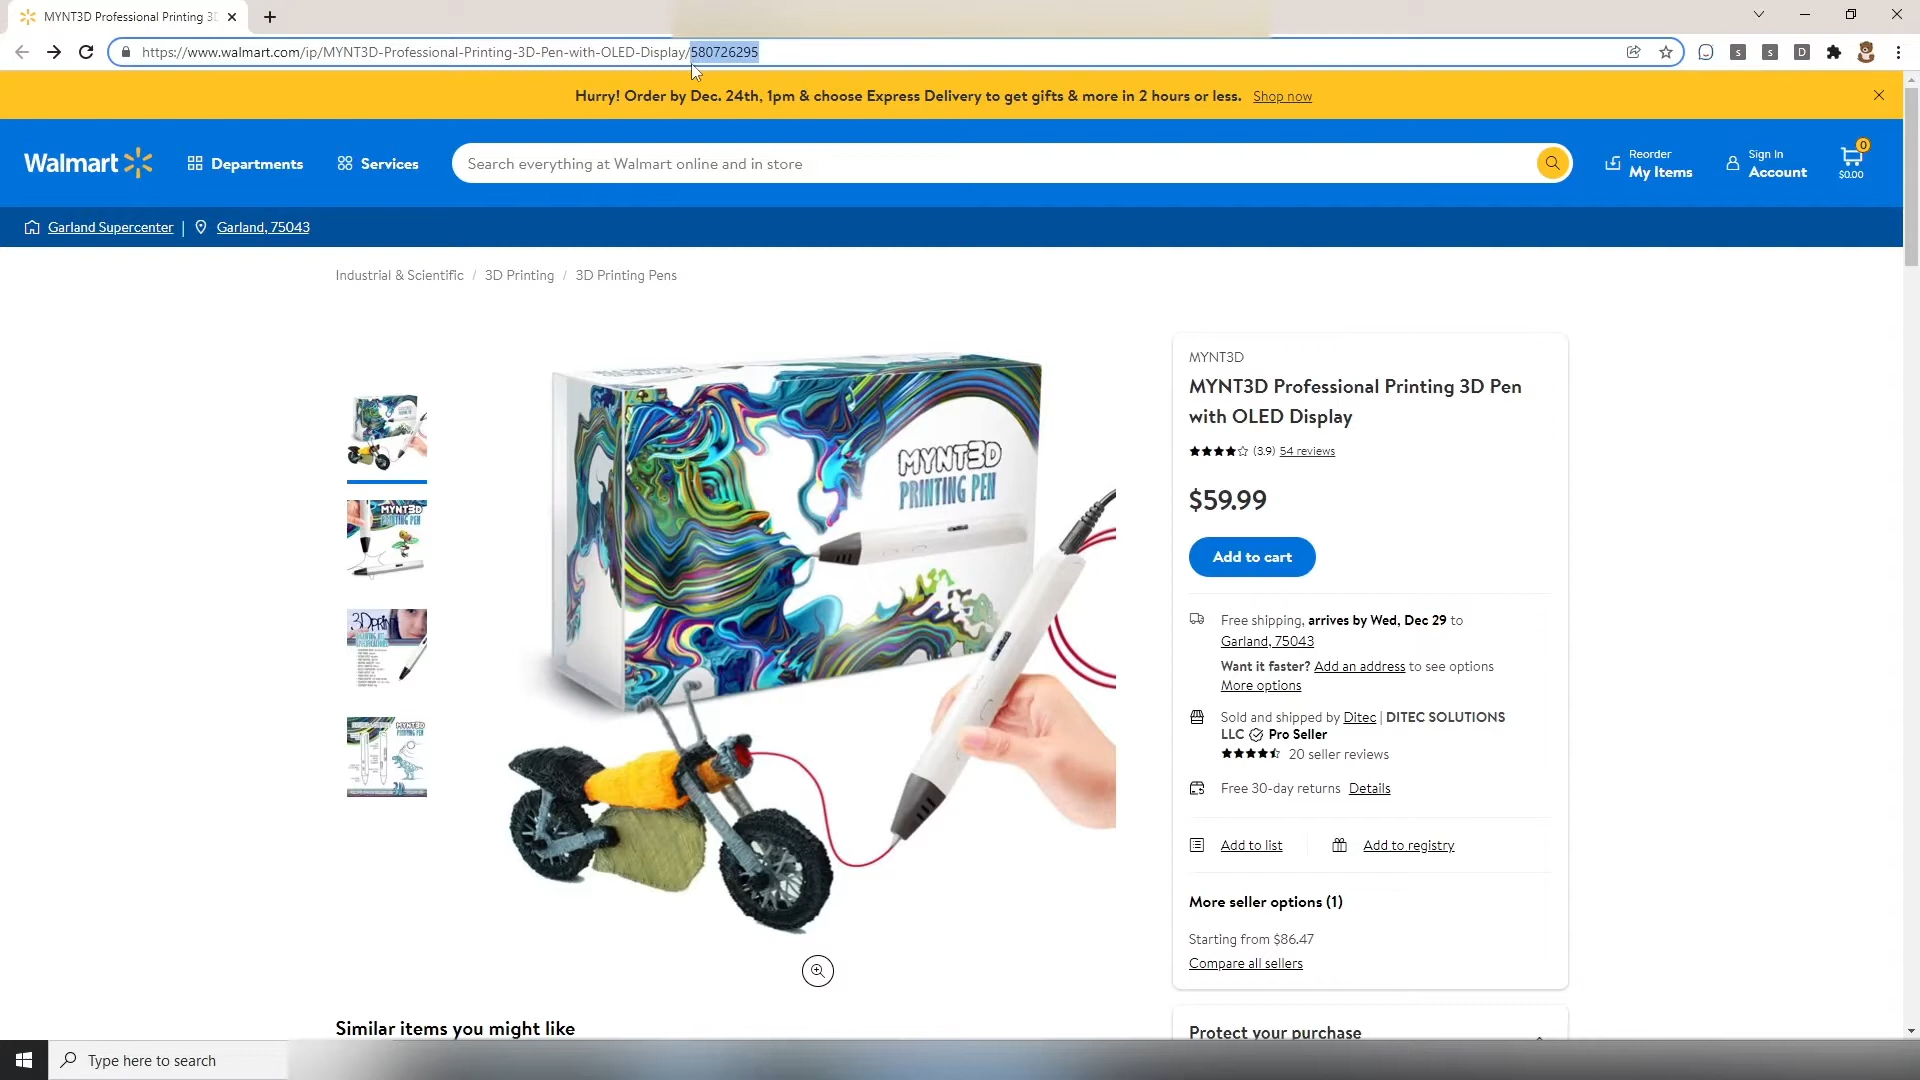 MYNT3D Professional Printing 3D
https://www.walmart.com/ip/MYNT3D-Professional-Printing-3D-Pen-with-OLED-Display/580726295
Hurry! Order by Dec. 24th, 1pm & choose Express Delivery to get gifts & more in 2 hours or less. Shop now
Walmart
Departments
Services
Search everything at Walmart online and in store
Reorder
My Items
Sign In
Account
0
$0.00
Garland Supercenter | Garland, 75043
Industrial & Scientific / 3D Printing / 3D Printing Pens
MYNT3D
PRINTING PEN
MYNT3D
PRINTING PEN
MYNT3D
MYNT3D Professional Printing 3D Pen
with OLED Display
(3.9) 54 reviews
$59.99
Add to cart
Free shipping, arrives by Wed, Dec 29 to
Garland, 75043
Want it faster? Add an address to see options
More options
Sold and shipped by Ditec | DITEC SOLUTIONS
LLC Pro Seller
20 seller reviews
Free 30-day returns Details
Add to list
Add to registry
More seller options (1)
Starting from $86.47
Compare all sellers
Similar items you might like
Protect your purchase
Type here to search